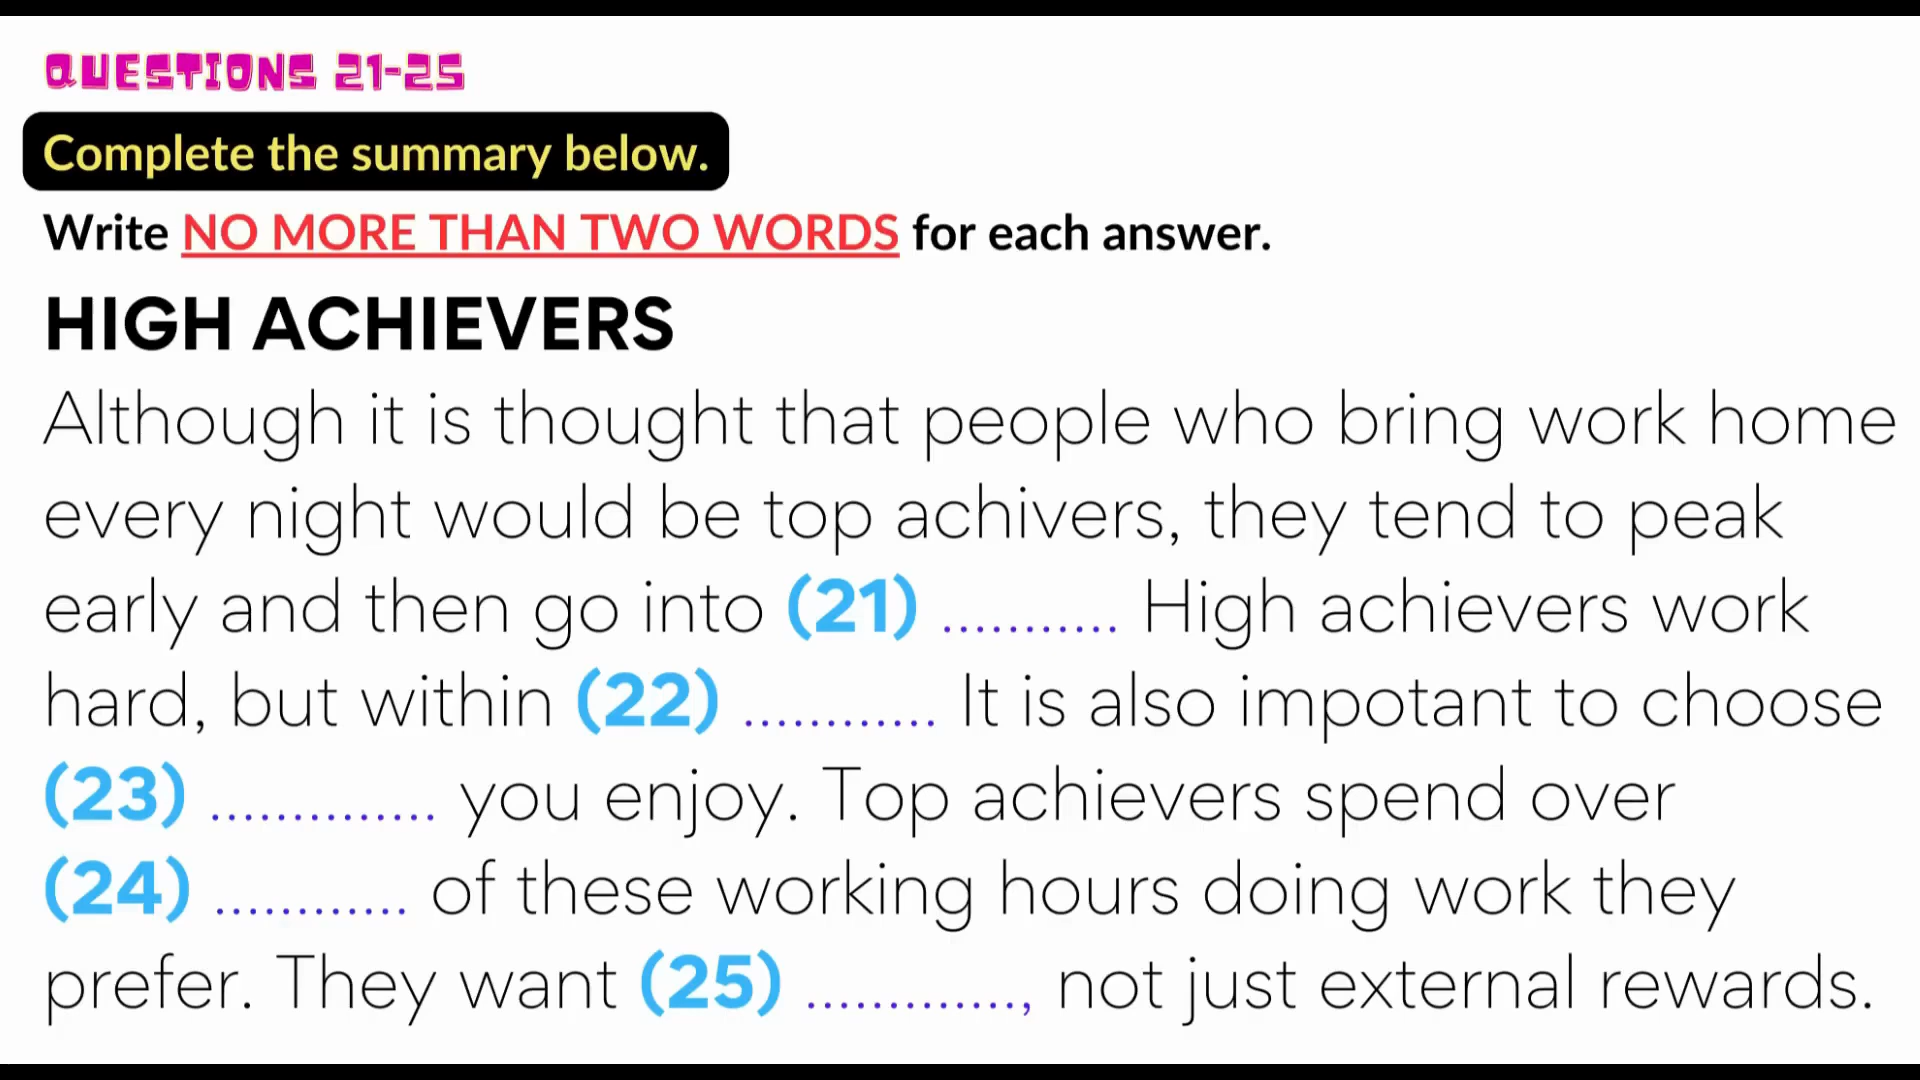 QUESTIONS 21-25
Complete the summary below.
Write NO MORE THAN TWO WORDS for each answer.
HIGH ACHIEVERS
Although it is thought that people who bring work home
every night would be top achivers, they tend to peak
early and then go into (21) ........... High achievers work
hard, but within (22) ............ It is also impotant to choose
(23) .............. you enjoy. Top achievers spend over
(24) ............ of these working hours doing work they
prefer. They want (25) ............., not just external rewards.